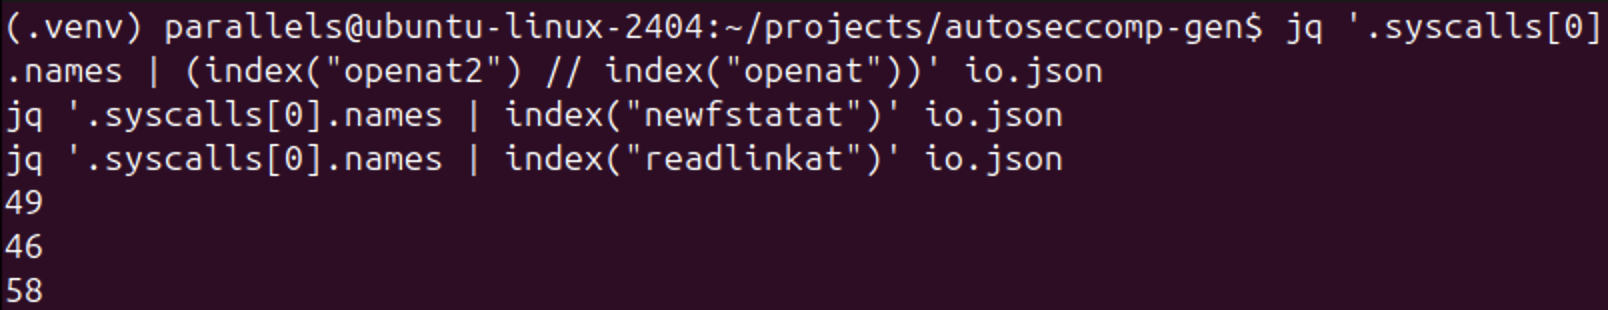 (.venv) parallels@ubuntu-linux-2404:~/projects/autoseccomp-gen$ jq '.syscalls[0]
.names | (index("openat2") // index("openat"))' io.json
jq '.syscalls[0].names | index("newfstatat")' io.json
jq '.syscalls[0].names | index("readlinkat")' io.json
49
46
58